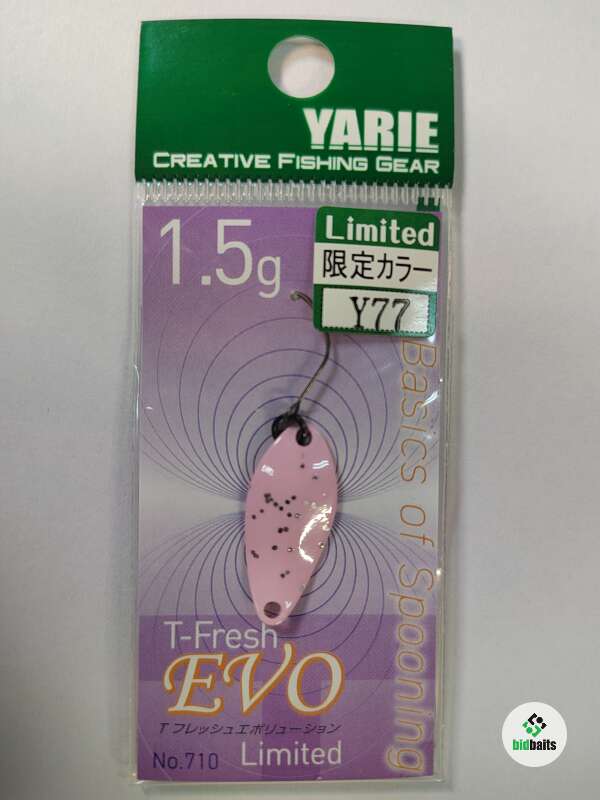 YARIE
CREATIVE FISHING GEAR
1.5g
Limited
限定カラー
Y77
Basics of Spooning
T-Fresh
EVO
T フレッシュエボリューション
No.710 Limited
bidbaits